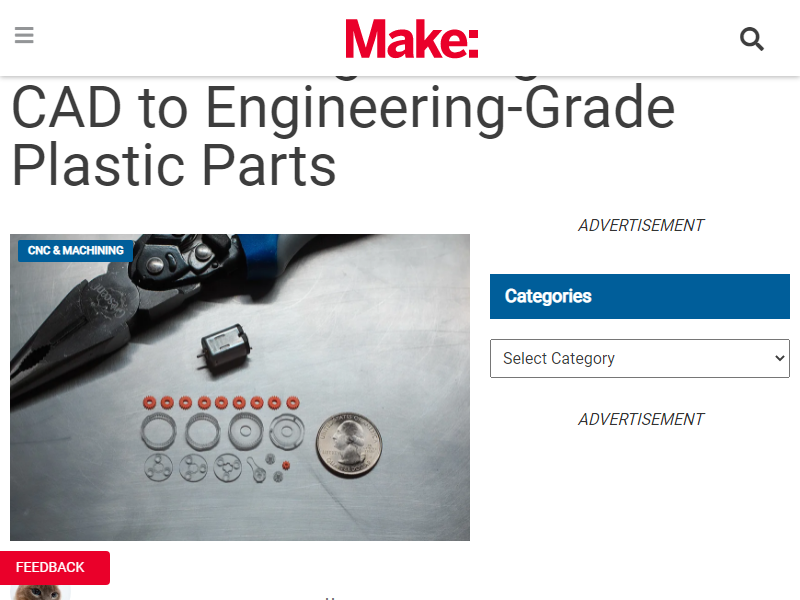 Make:
CAD to Engineering-Grade
Plastic Parts
ADVERTISEMENT
CNC & MACHINING
Categories
Select Category
ADVERTISEMENT
FEEDBACK